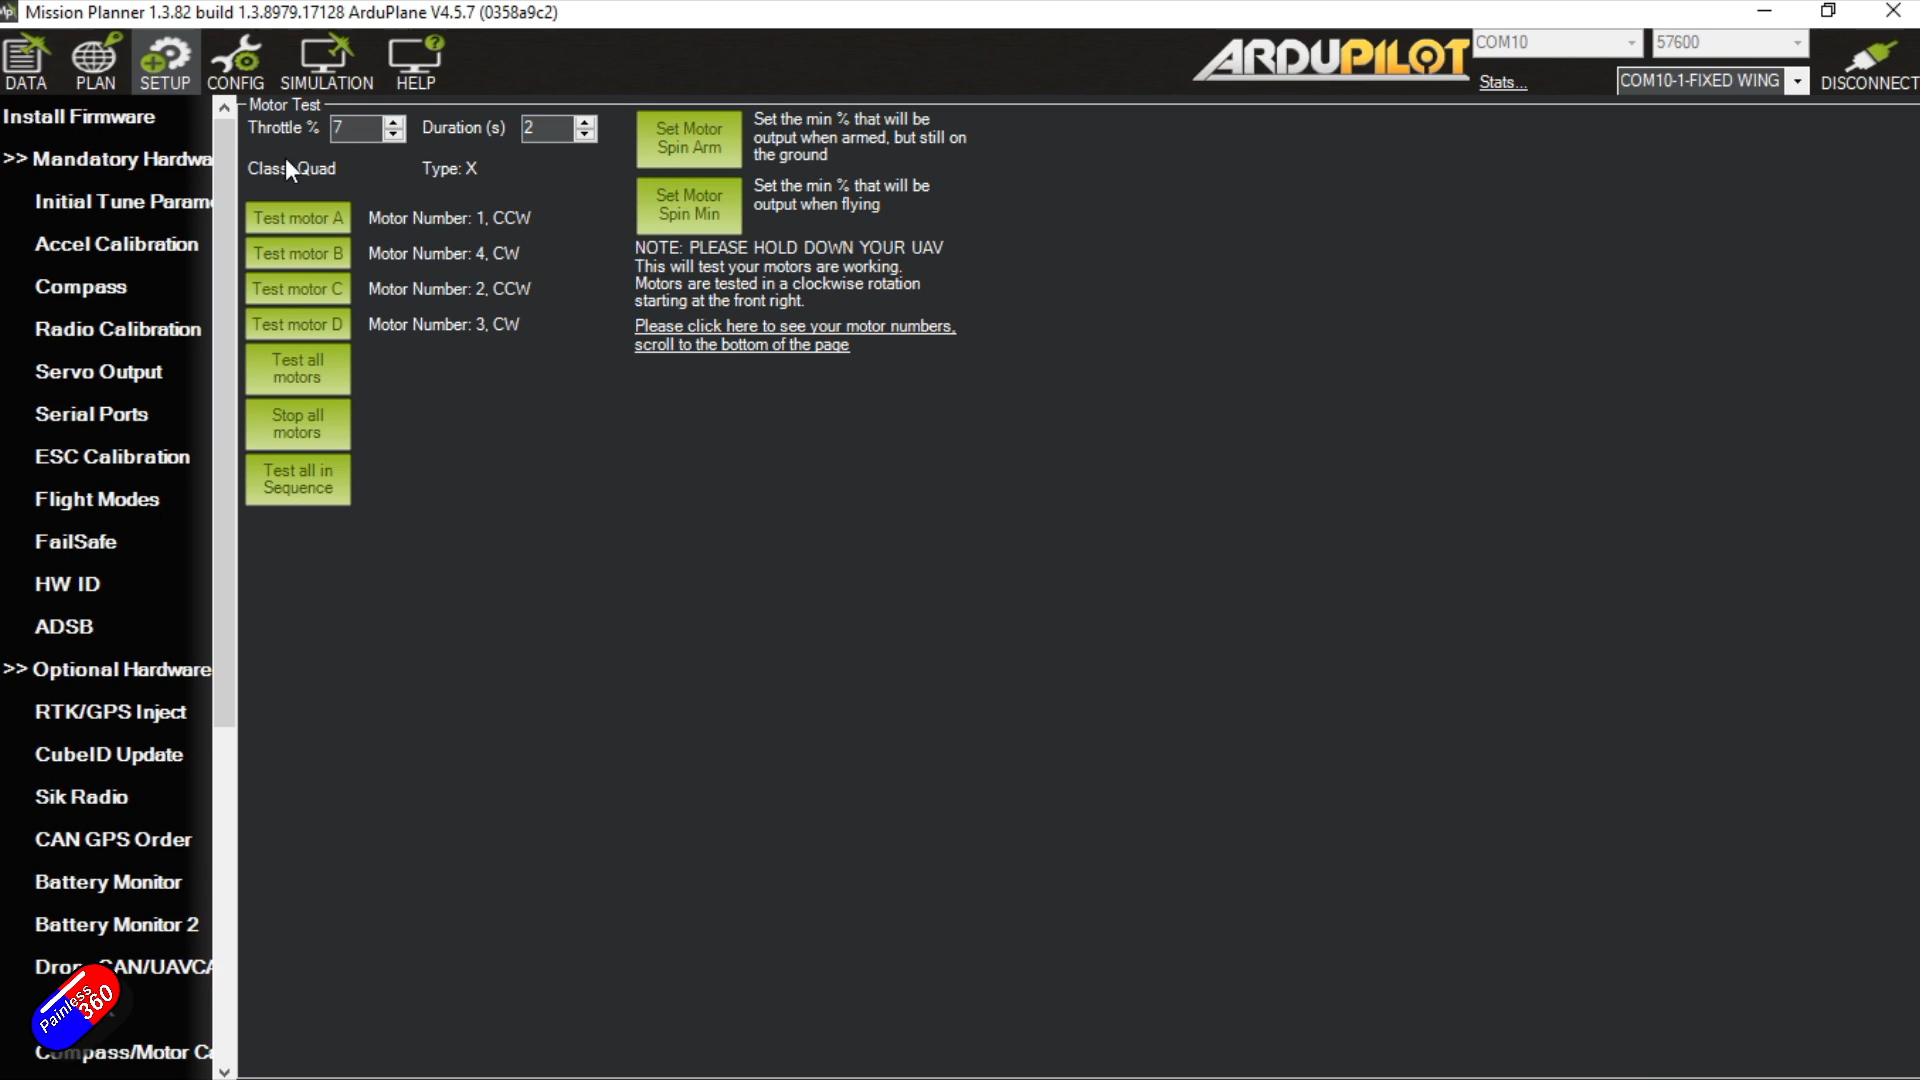 Mission Planner 1.3.82 build 1.3.8979.17128 ArduPlane V4.5.7 (0358a9c2)
DATA
PLAN
SETUP
CONFIG
SIMULATION
HELP
ARDUPILOT
COM10
57600
Stats...
COM10-1-FIXED WING
DISCONNECT
Install Firmware
>> Mandatory Hardwa
Initial Tune Param
Accel Calibration
Compass
Radio Calibration
Servo Output
Serial Ports
ESC Calibration
Flight Modes
FailSafe
HW ID
ADSB
>> Optional Hardware
RTK/GPS Inject
CubeID Update
Sik Radio
CAN GPS Order
Battery Monitor
Battery Monitor 2
Painless
360
Motor Test
Throttle % 7 Duration (s) 2
Quad Type: X
Test motor A Motor Number: 1, CCW
Test motor B Motor Number: 4, CW
Test motor C Motor Number: 2, CCW
Test motor D Motor Number: 3, CW
Test all
motors
Stop all
motors
Test all in
Sequence
Set Motor
Spin Arm
Set the min % that will be
output when armed, but still on
the ground
Set Motor
Spin Min
Set the min % that will be
output when flying
NOTE: PLEASE HOLD DOWN YOUR UAV
This will test your motors are working.
Motors are tested in a clockwise rotation
starting at the front right.
Please click here to see your motor numbers,
scroll to the bottom of the page